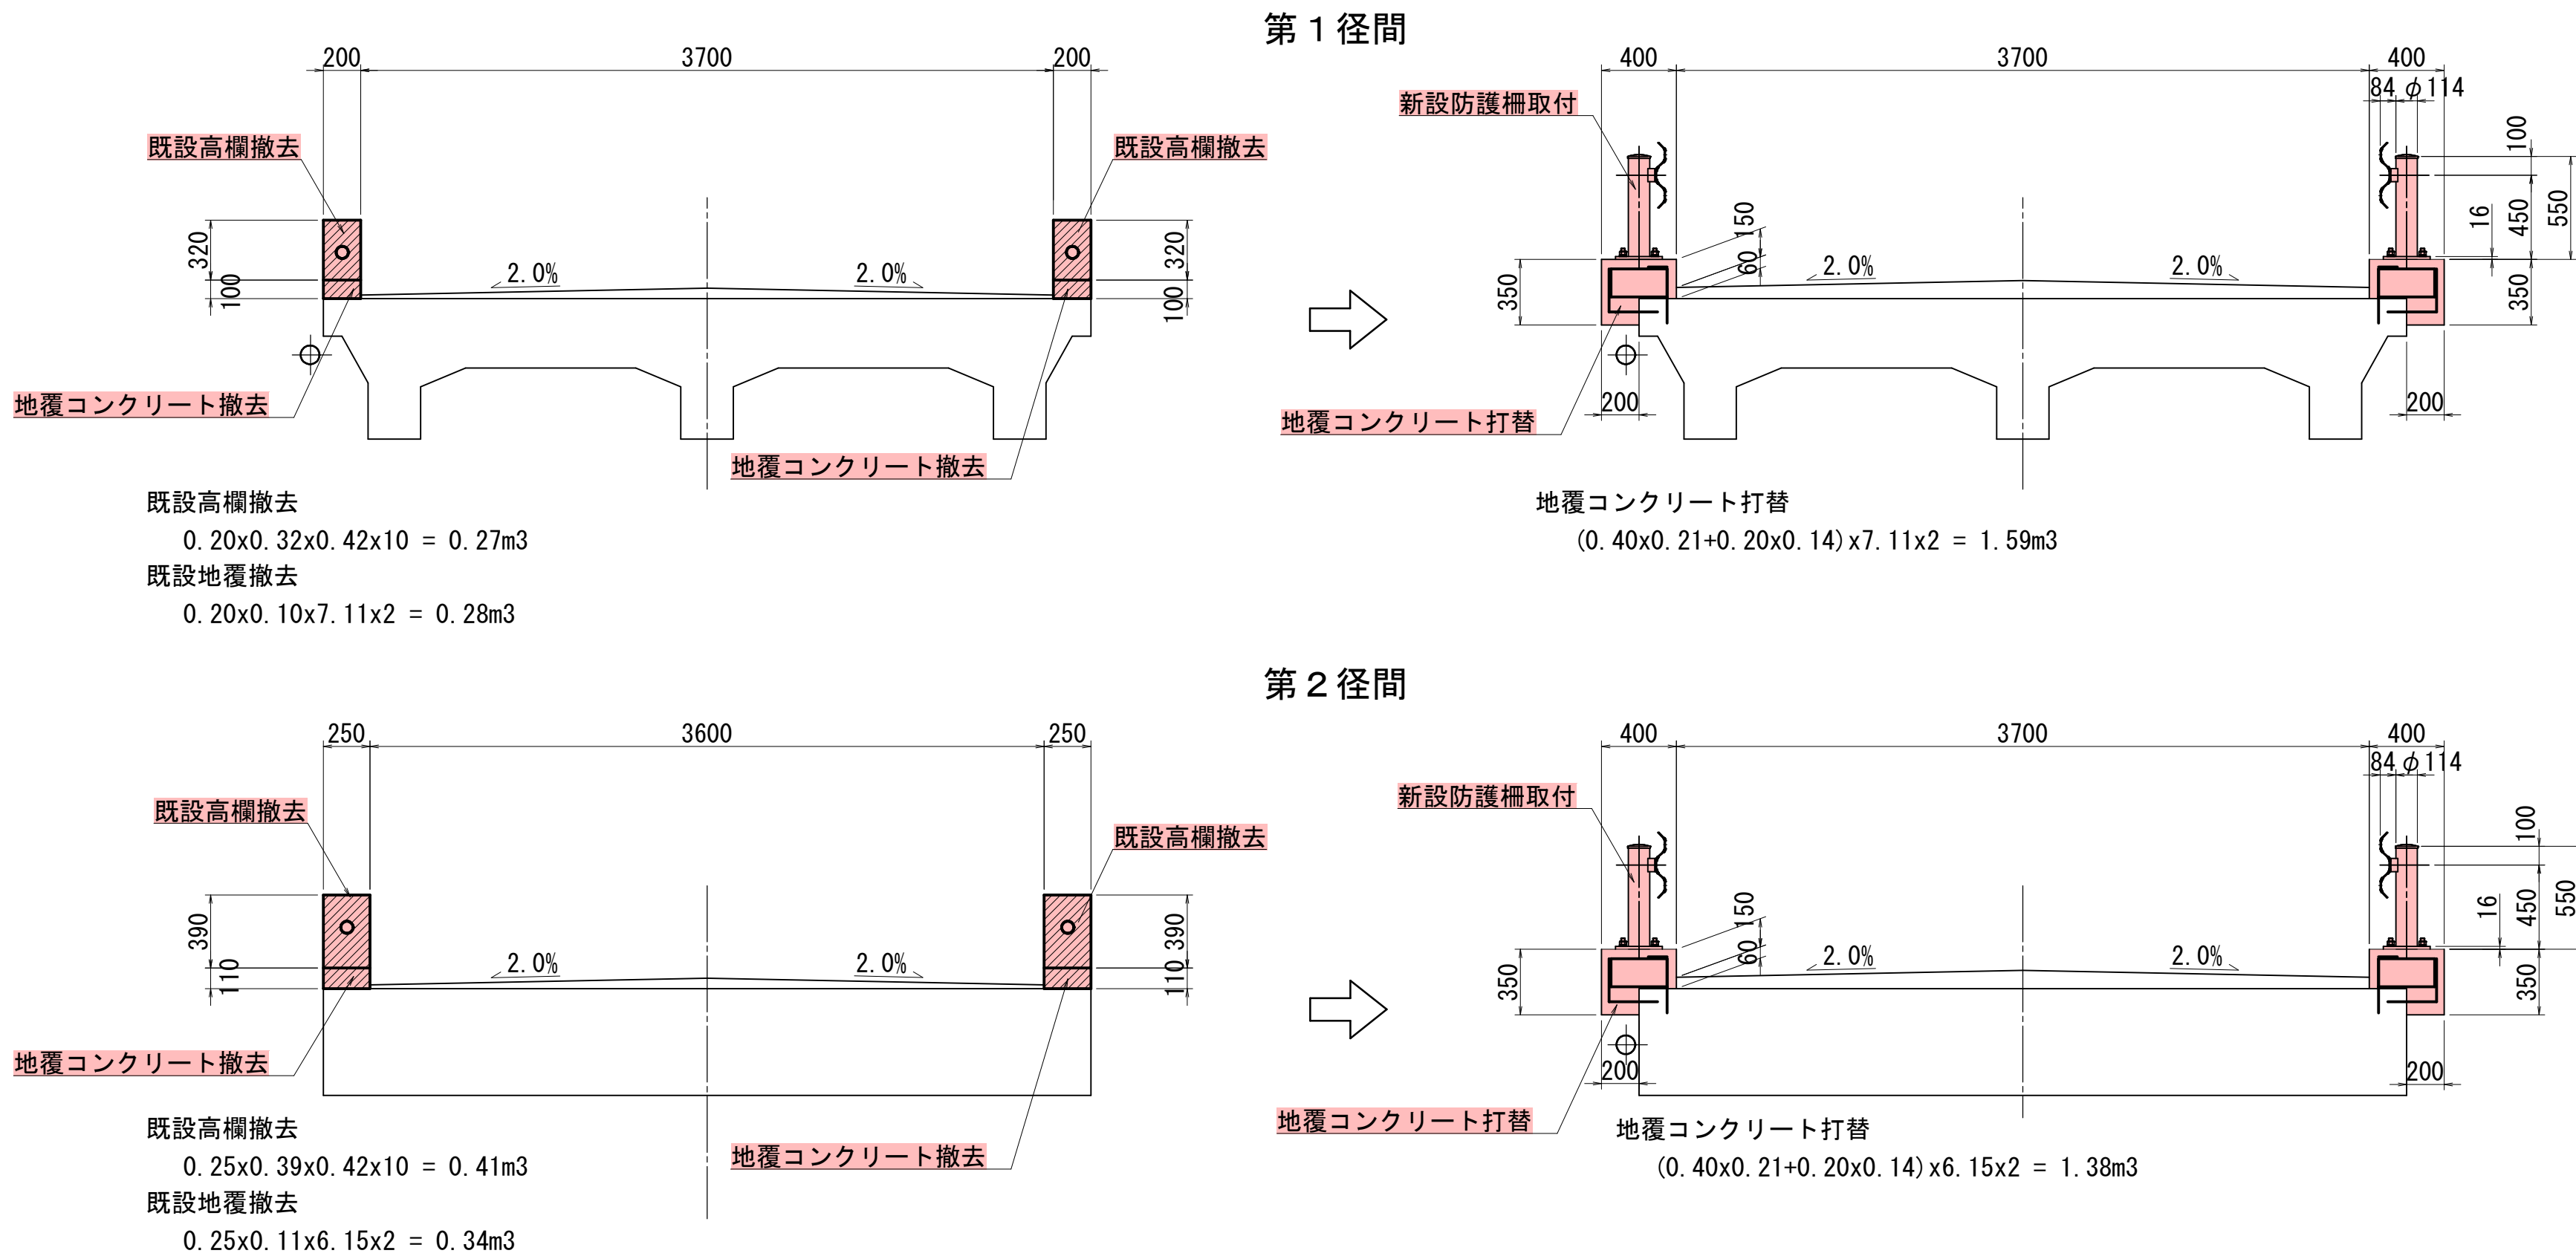 第１径間
200
3700
200
既設高欄撤去
既設高欄撤去
320
100
2.0%
2.0%
320
100
地覆コンクリート撤去
地覆コンクリート撤去
既設高欄撤去
0.20x0.32x0.42x10 = 0.27m3
既設地覆撤去
0.20x0.10x7.11x2 = 0.28m3
400
3700
400
84
φ114
新設防護柵取付
100
450
550
16
350
150
60
350
2.0%
2.0%
200
200
地覆コンクリート打替
地覆コンクリート打替
(0.40x0.21+0.20x0.14)x7.11x2 = 1.59m3
第２径間
250
3600
250
既設高欄撤去
既設高欄撤去
390
110
2.0%
2.0%
390
110
地覆コンクリート撤去
地覆コンクリート撤去
既設高欄撤去
0.25x0.39x0.42x10 = 0.41m3
既設地覆撤去
0.25x0.11x6.15x2 = 0.34m3
400
3700
400
84
φ114
新設防護柵取付
100
450
550
16
350
150
60
350
2.0%
2.0%
200
200
地覆コンクリート打替
地覆コンクリート打替
(0.40x0.21+0.20x0.14)x6.15x2 = 1.38m3